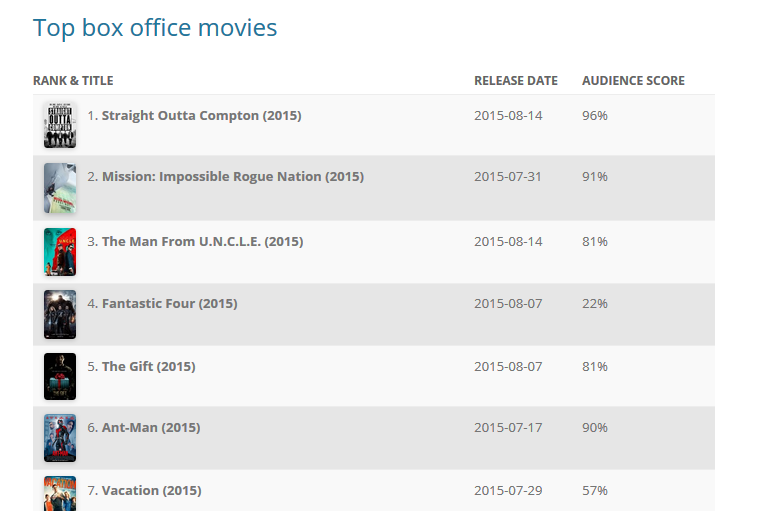 Top box office movies
RANK & TITLE RELEASE DATE AUDIENCE SCORE
1. Straight Outta Compton (2015) 2015-08-14 96%
2. Mission: Impossible Rogue Nation (2015) 2015-07-31 91%
3. The Man From U.N.C.L.E. (2015) 2015-08-14 81%
4. Fantastic Four (2015) 2015-08-07 22%
5. The Gift (2015) 2015-08-07 81%
6. Ant-Man (2015) 2015-07-17 90%
7. Vacation (2015) 2015-07-29 57%